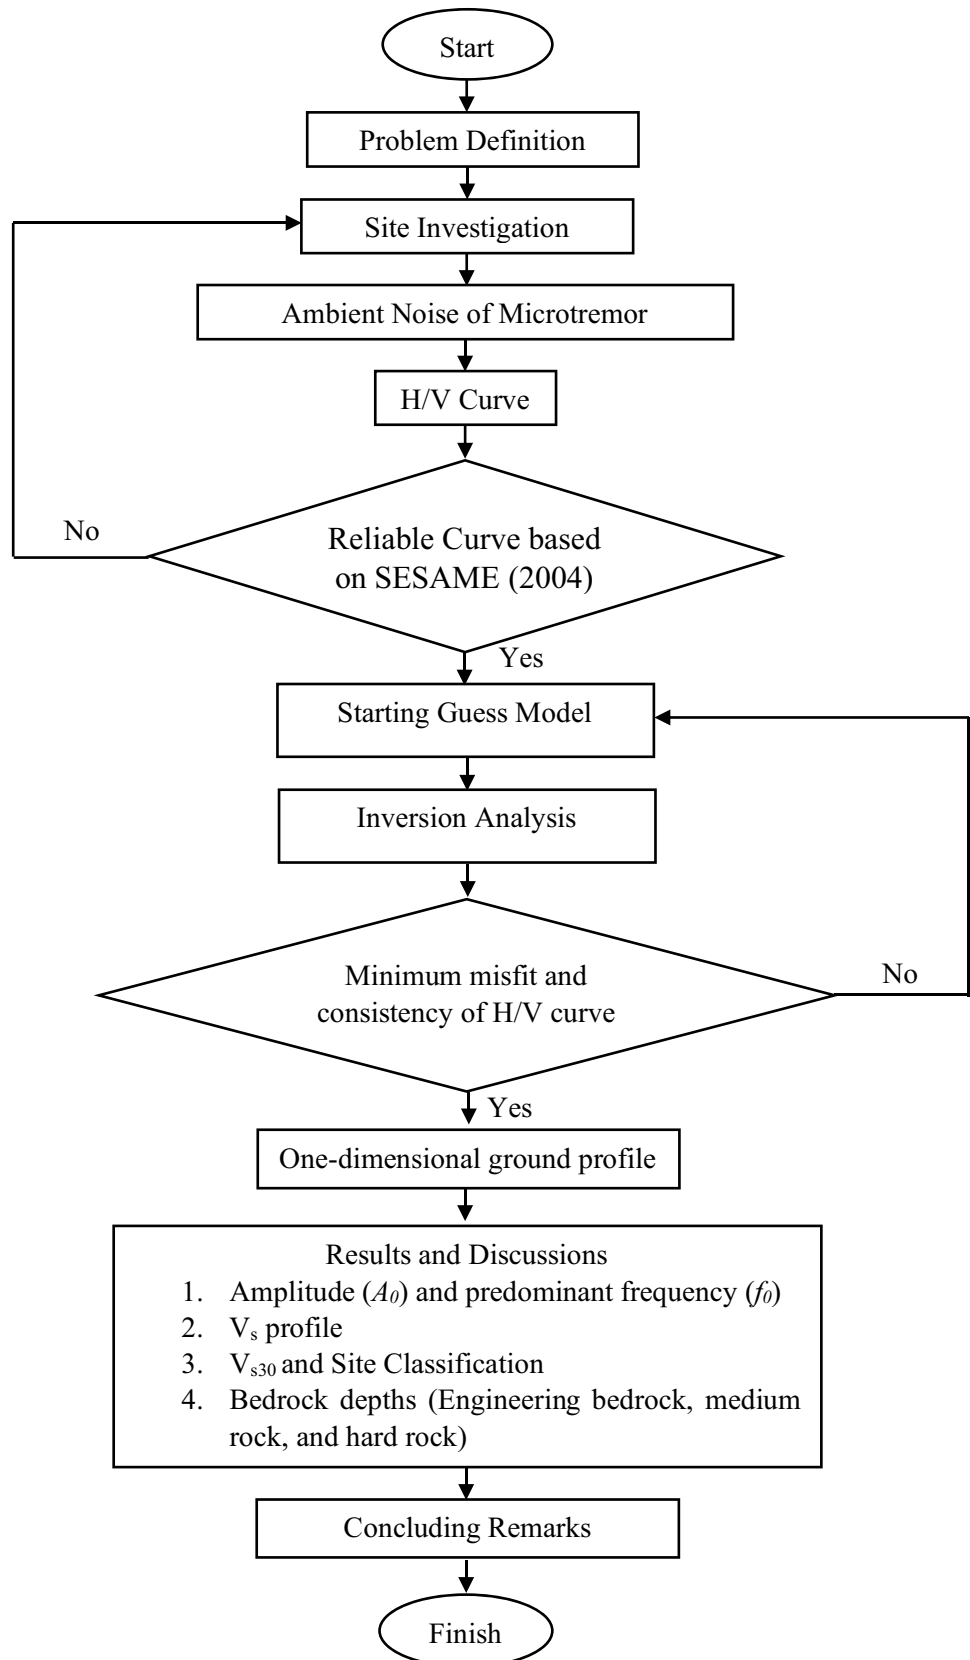 Start
Problem Definition
Site Investigation
Ambient Noise of Microtremor
H/V Curve
No
Reliable Curve based
on SESAME (2004)
Yes
Starting Guess Model
Inversion Analysis
Minimum misfit and
consistency of H/V curve
No
Yes
One-dimensional ground profile
Results and Discussions
1. Amplitude (A0) and predominant frequency (f0)
2. Vs profile
3. Vs30 and Site Classification
4. Bedrock depths (Engineering bedrock, medium
rock, and hard rock)
Concluding Remarks
Finish